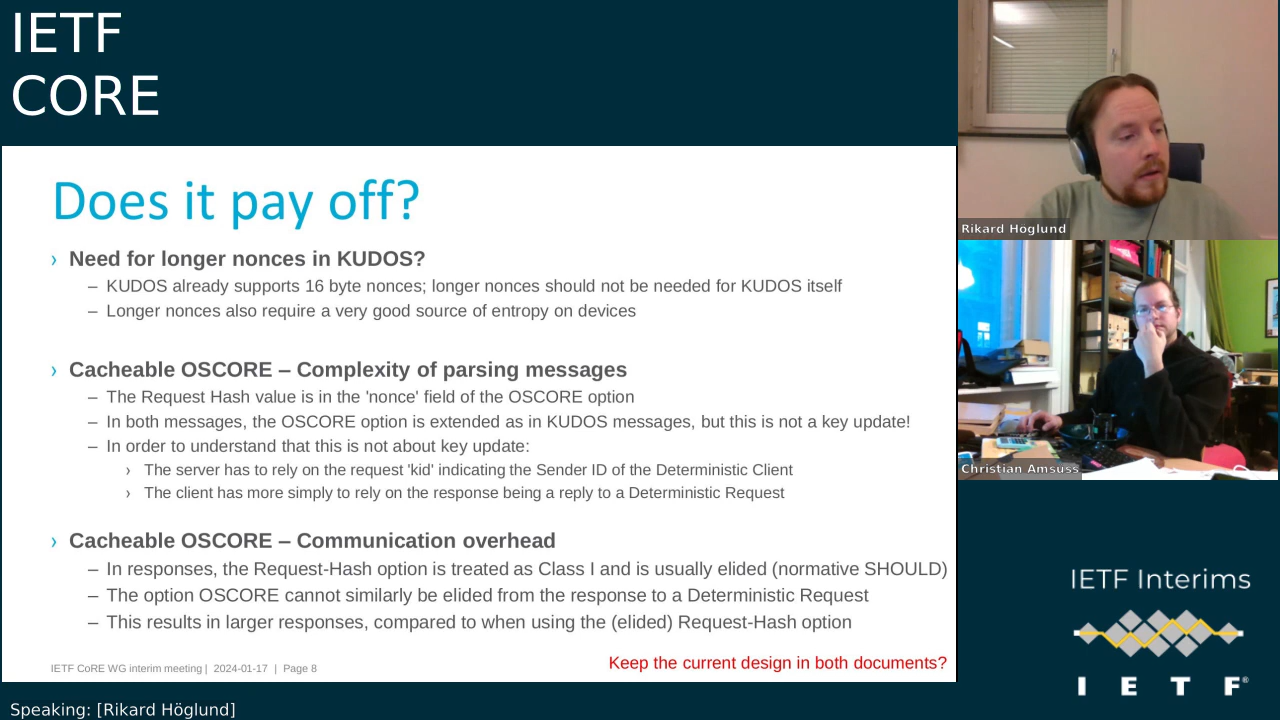 IETF
CORE
Does it pay off?
› Need for longer nonces in KUDOS?
– KUDOS already supports 16 byte nonces; longer nonces should not be needed for KUDOS itself
– Longer nonces also require a very good source of entropy on devices
› Cacheable OSCORE – Complexity of parsing messages
– The Request Hash value is in the 'nonce' field of the OSCORE option
– In both messages, the OSCORE option is extended as in KUDOS messages, but this is not a key update!
– In order to understand that this is not about key update:
› The server has to rely on the request 'kid' indicating the Sender ID of the Deterministic Client
› The client has more simply to rely on the response being a reply to a Deterministic Request
› Cacheable OSCORE – Communication overhead
– In responses, the Request-Hash option is treated as Class I and is usually elided (normative SHOULD)
– The option OSCORE cannot similarly be elided from the response to a Deterministic Request
– This results in larger responses, compared to when using the (elided) Request-Hash option
IETF CoRE WG interim meeting | 2024-01-17 | Page 8
Keep the current design in both documents?
Rikard Höglund
Christian Amsüss
IETF Interims
IETF®
Speaking: [Rikard Höglund]